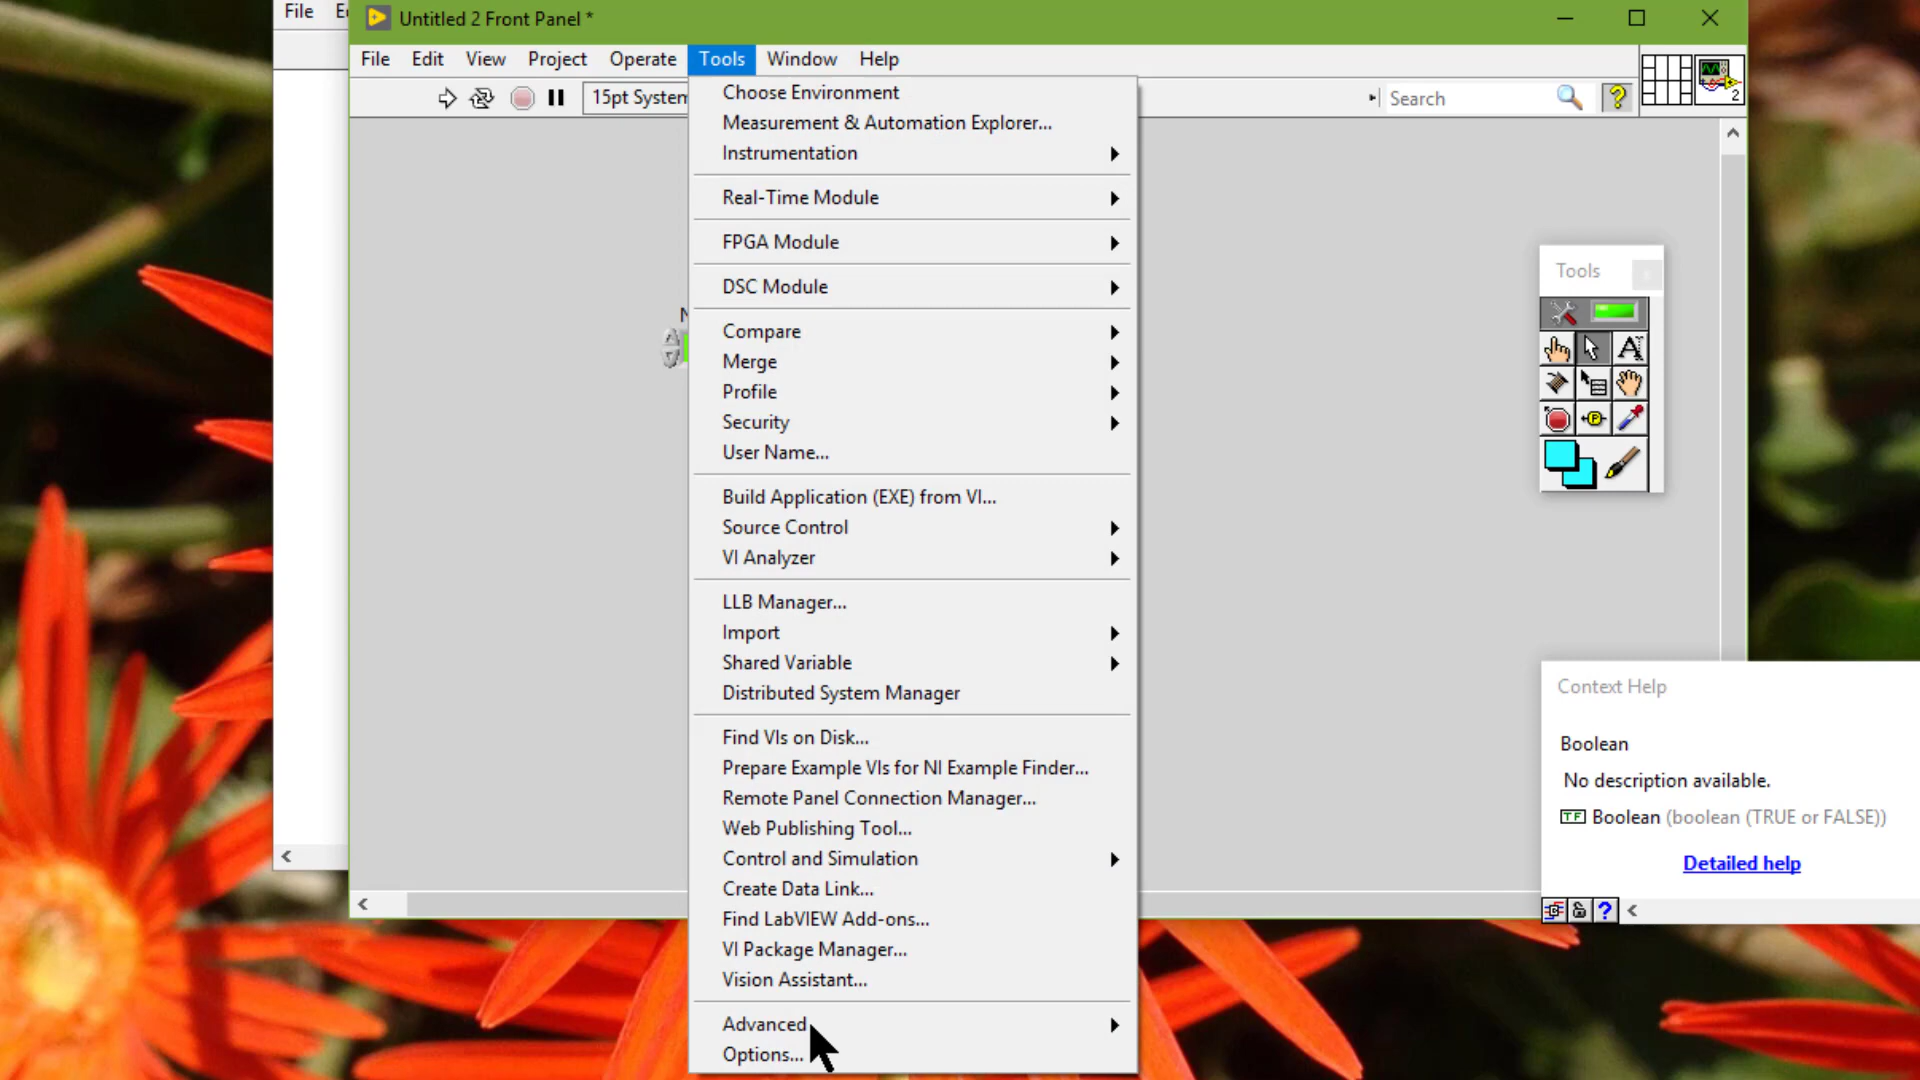 File
Untitled 2 Front Panel *
File Edit View Project Operate Tools Window Help
15pt System
Search
2
Choose Environment
Measurement & Automation Explorer...
Instrumentation
Real-Time Module
FPGA Module
DSC Module
Compare
Merge
Profile
Security
User Name...
Build Application (EXE) from VI...
Source Control
VI Analyzer
LLB Manager...
Import
Shared Variable
Distributed System Manager
Find VIs on Disk...
Prepare Example VIs for NI Example Finder...
Remote Panel Connection Manager...
Web Publishing Tool...
Control and Simulation
Create Data Link...
Find LabVIEW Add-ons...
VI Package Manager...
Vision Assistant...
Advanced
Options...
Tools
Context Help
Boolean
No description available.
TF Boolean (boolean (TRUE or FALSE))
Detailed help